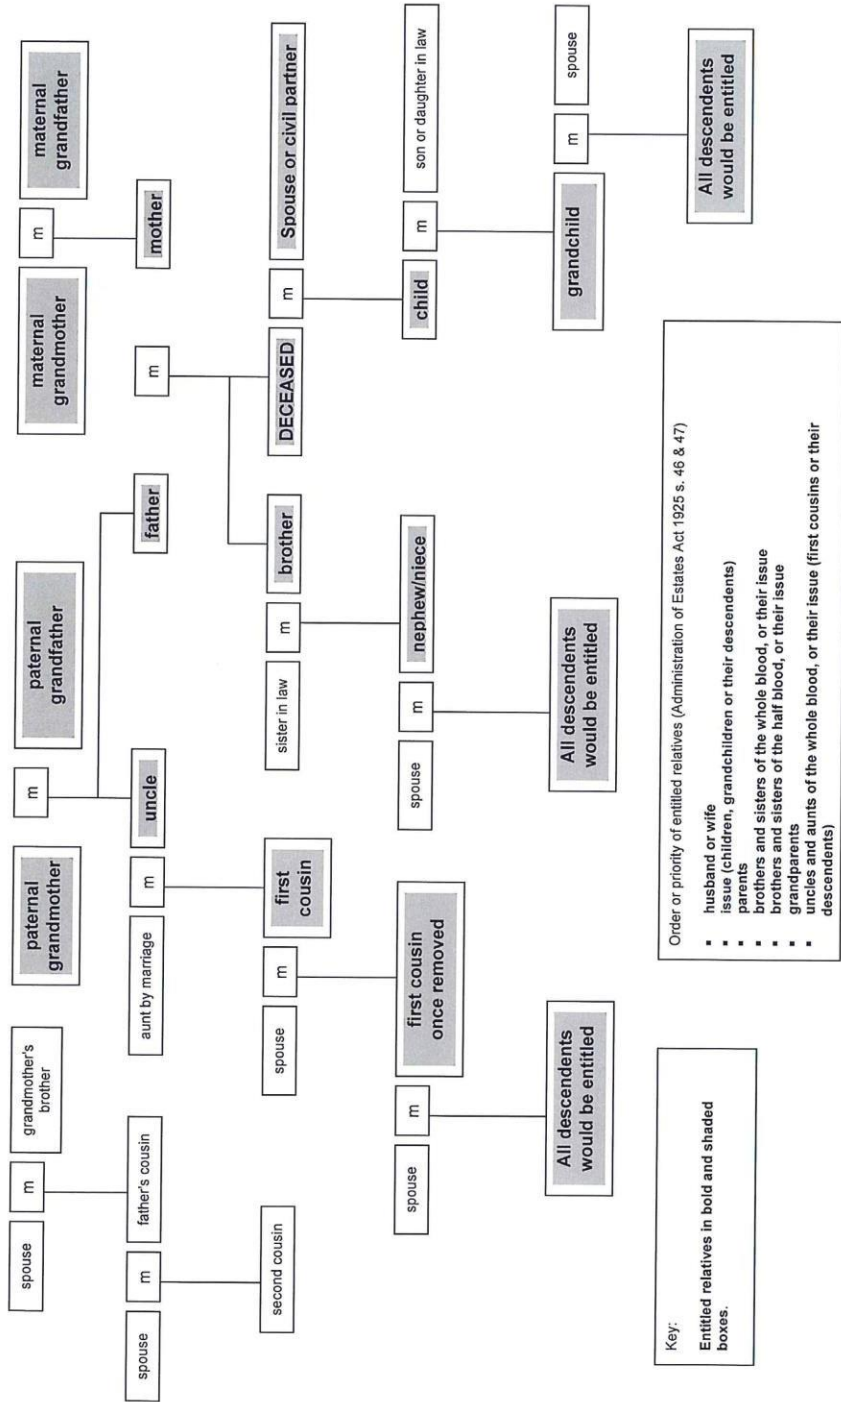 spouse
m
grandmother's
brother
paternal
grandmother
m
paternal
grandfather
maternal
grandmother
m
maternal
grandfather
spouse
m
father's cousin
aunt by marriage
m
uncle
father
m
mother
second cousin
spouse
m
first
cousin
sister in law
m
brother
DECEASED
m
Spouse or civil partner
spouse
m
first cousin
once removed
spouse
m
nephew/niece
child
m
son or daughter in law
All descendents
would be entitled
All descendents
would be entitled
grandchild
m
spouse
All descendents
would be entitled
Key:
Entitled relatives in bold and shaded
boxes.
Order or priority of entitled relatives (Administration of Estates Act 1925 s. 46 & 47)
▪ husband or wife
▪ issue (children, grandchildren or their descendents)
▪ parents
▪ brothers and sisters of the whole blood, or their issue
▪ brothers and sisters of the half blood, or their issue
▪ grandparents
▪ uncles and aunts of the whole blood, or their issue (first cousins or their
descendents)